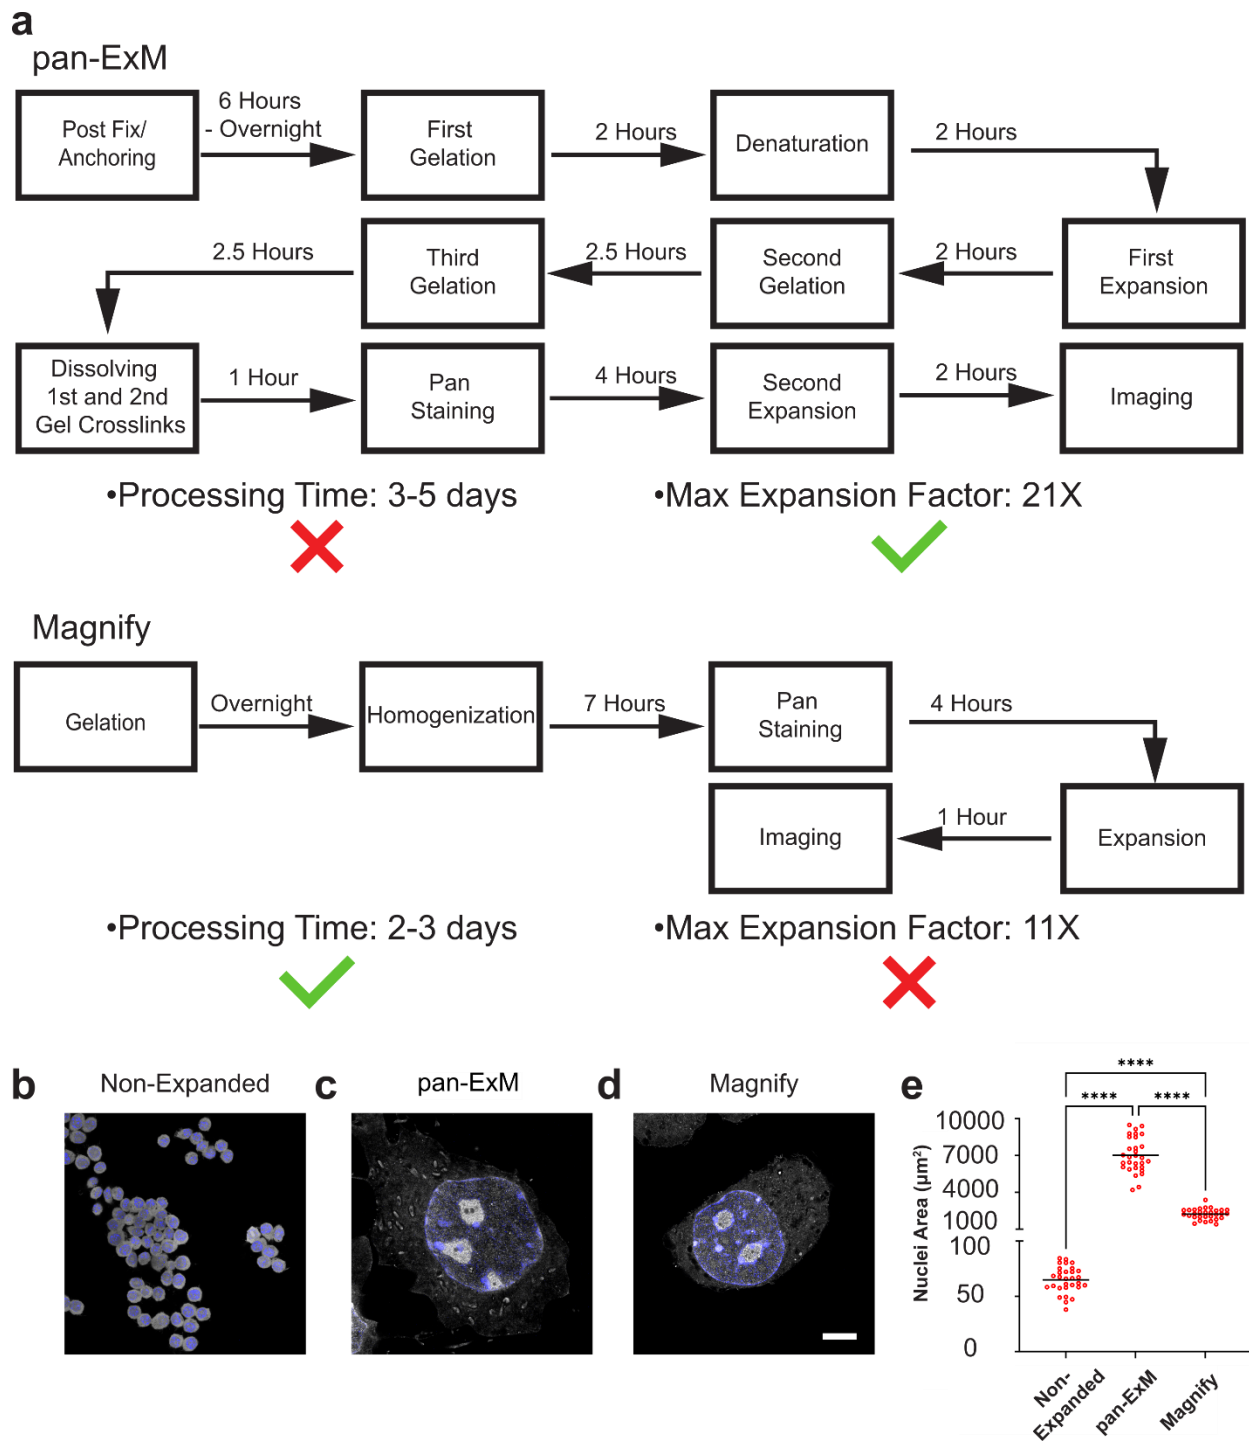 a
pan-ExM
Post Fix/
Anchoring
6 Hours
- Overnight
First
Gelation
2 Hours
Denaturation
2 Hours
First
Expansion
2 Hours
Second
Gelation
2.5 Hours
Third
Gelation
2.5 Hours
Dissolving
1st and 2nd
Gel Crosslinks
1 Hour
Pan
Staining
4 Hours
Second
Expansion
2 Hours
Imaging
•Processing Time: 3-5 days
•Max Expansion Factor: 21X
Magnify
Gelation
Overnight
Homogenization
7 Hours
Pan
Staining
4 Hours
Expansion
1 Hour
Imaging
•Processing Time: 2-3 days
•Max Expansion Factor: 11X
b
Non-Expanded
c
pan-ExM
d
Magnify
e
****
****
****
Nuclei Area (µm²)
10000
7000
4000
1000
100
50
0
Non-
Expanded
pan-ExM
Magnify